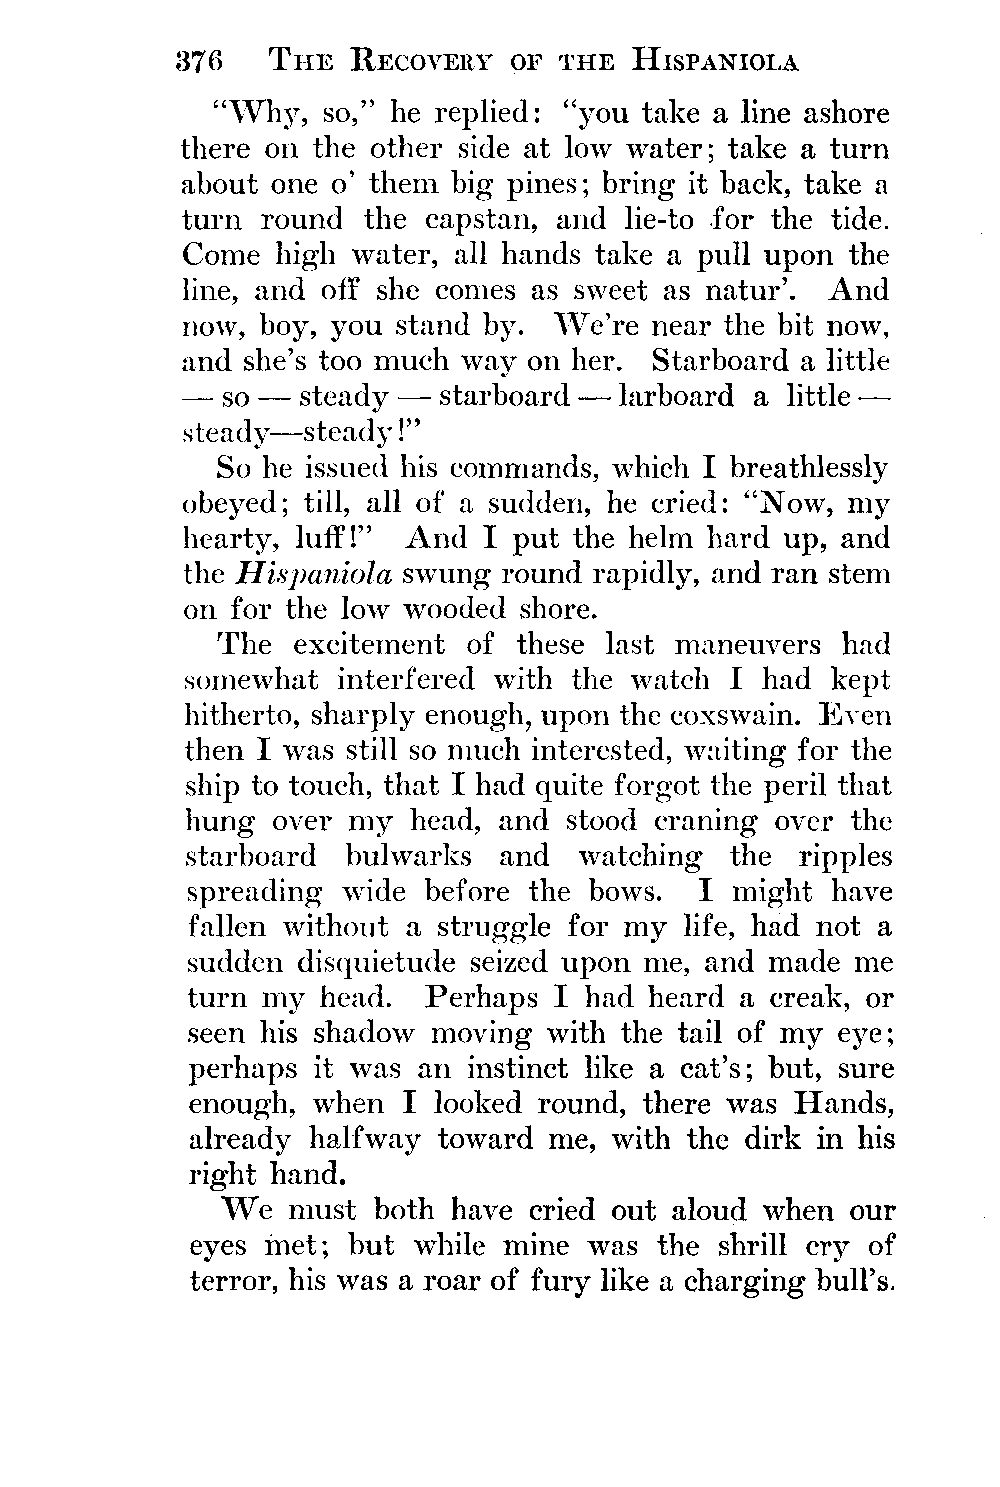 376 THE RECOVERY OF THE HISPANIOLA
"Why, so," he replied: "you take a line ashore
there on the other side at low water; take a turn
about one o' them big pines; bring it back, take a
turn round the capstan, and lie-to for the tide.
Come high water, all hands take a pull upon the
line, and off she comes as sweet as natur'. And
now, boy, you stand by. We're near the bit now,
and she's too much way on her. Starboard a little
— so — steady — starboard — larboard a little —
steady—steady!"
So he issued his commands, which I breathlessly
obeyed; till, all of a sudden, he cried: "Now, my
hearty, luff!" And I put the helm hard up, and
the Hispaniola swung round rapidly, and ran stem
on for the low wooded shore.
The excitement of these last maneuvers had
somewhat interfered with the watch I had kept
hitherto, sharply enough, upon the coxswain. Even
then I was still so much interested, waiting for the
ship to touch, that I had quite forgot the peril that
hung over my head, and stood craning over the
starboard bulwarks and watching the ripples
spreading wide before the bows. I might have
fallen without a struggle for my life, had not a
sudden disquietude seized upon me, and made me
turn my head. Perhaps I had heard a creak, or
seen his shadow moving with the tail of my eye;
perhaps it was an instinct like a cat's; but, sure
enough, when I looked round, there was Hands,
already halfway toward me, with the dirk in his
right hand.
We must both have cried out aloud when our
eyes met; but while mine was the shrill cry of
terror, his was a roar of fury like a charging bull's.